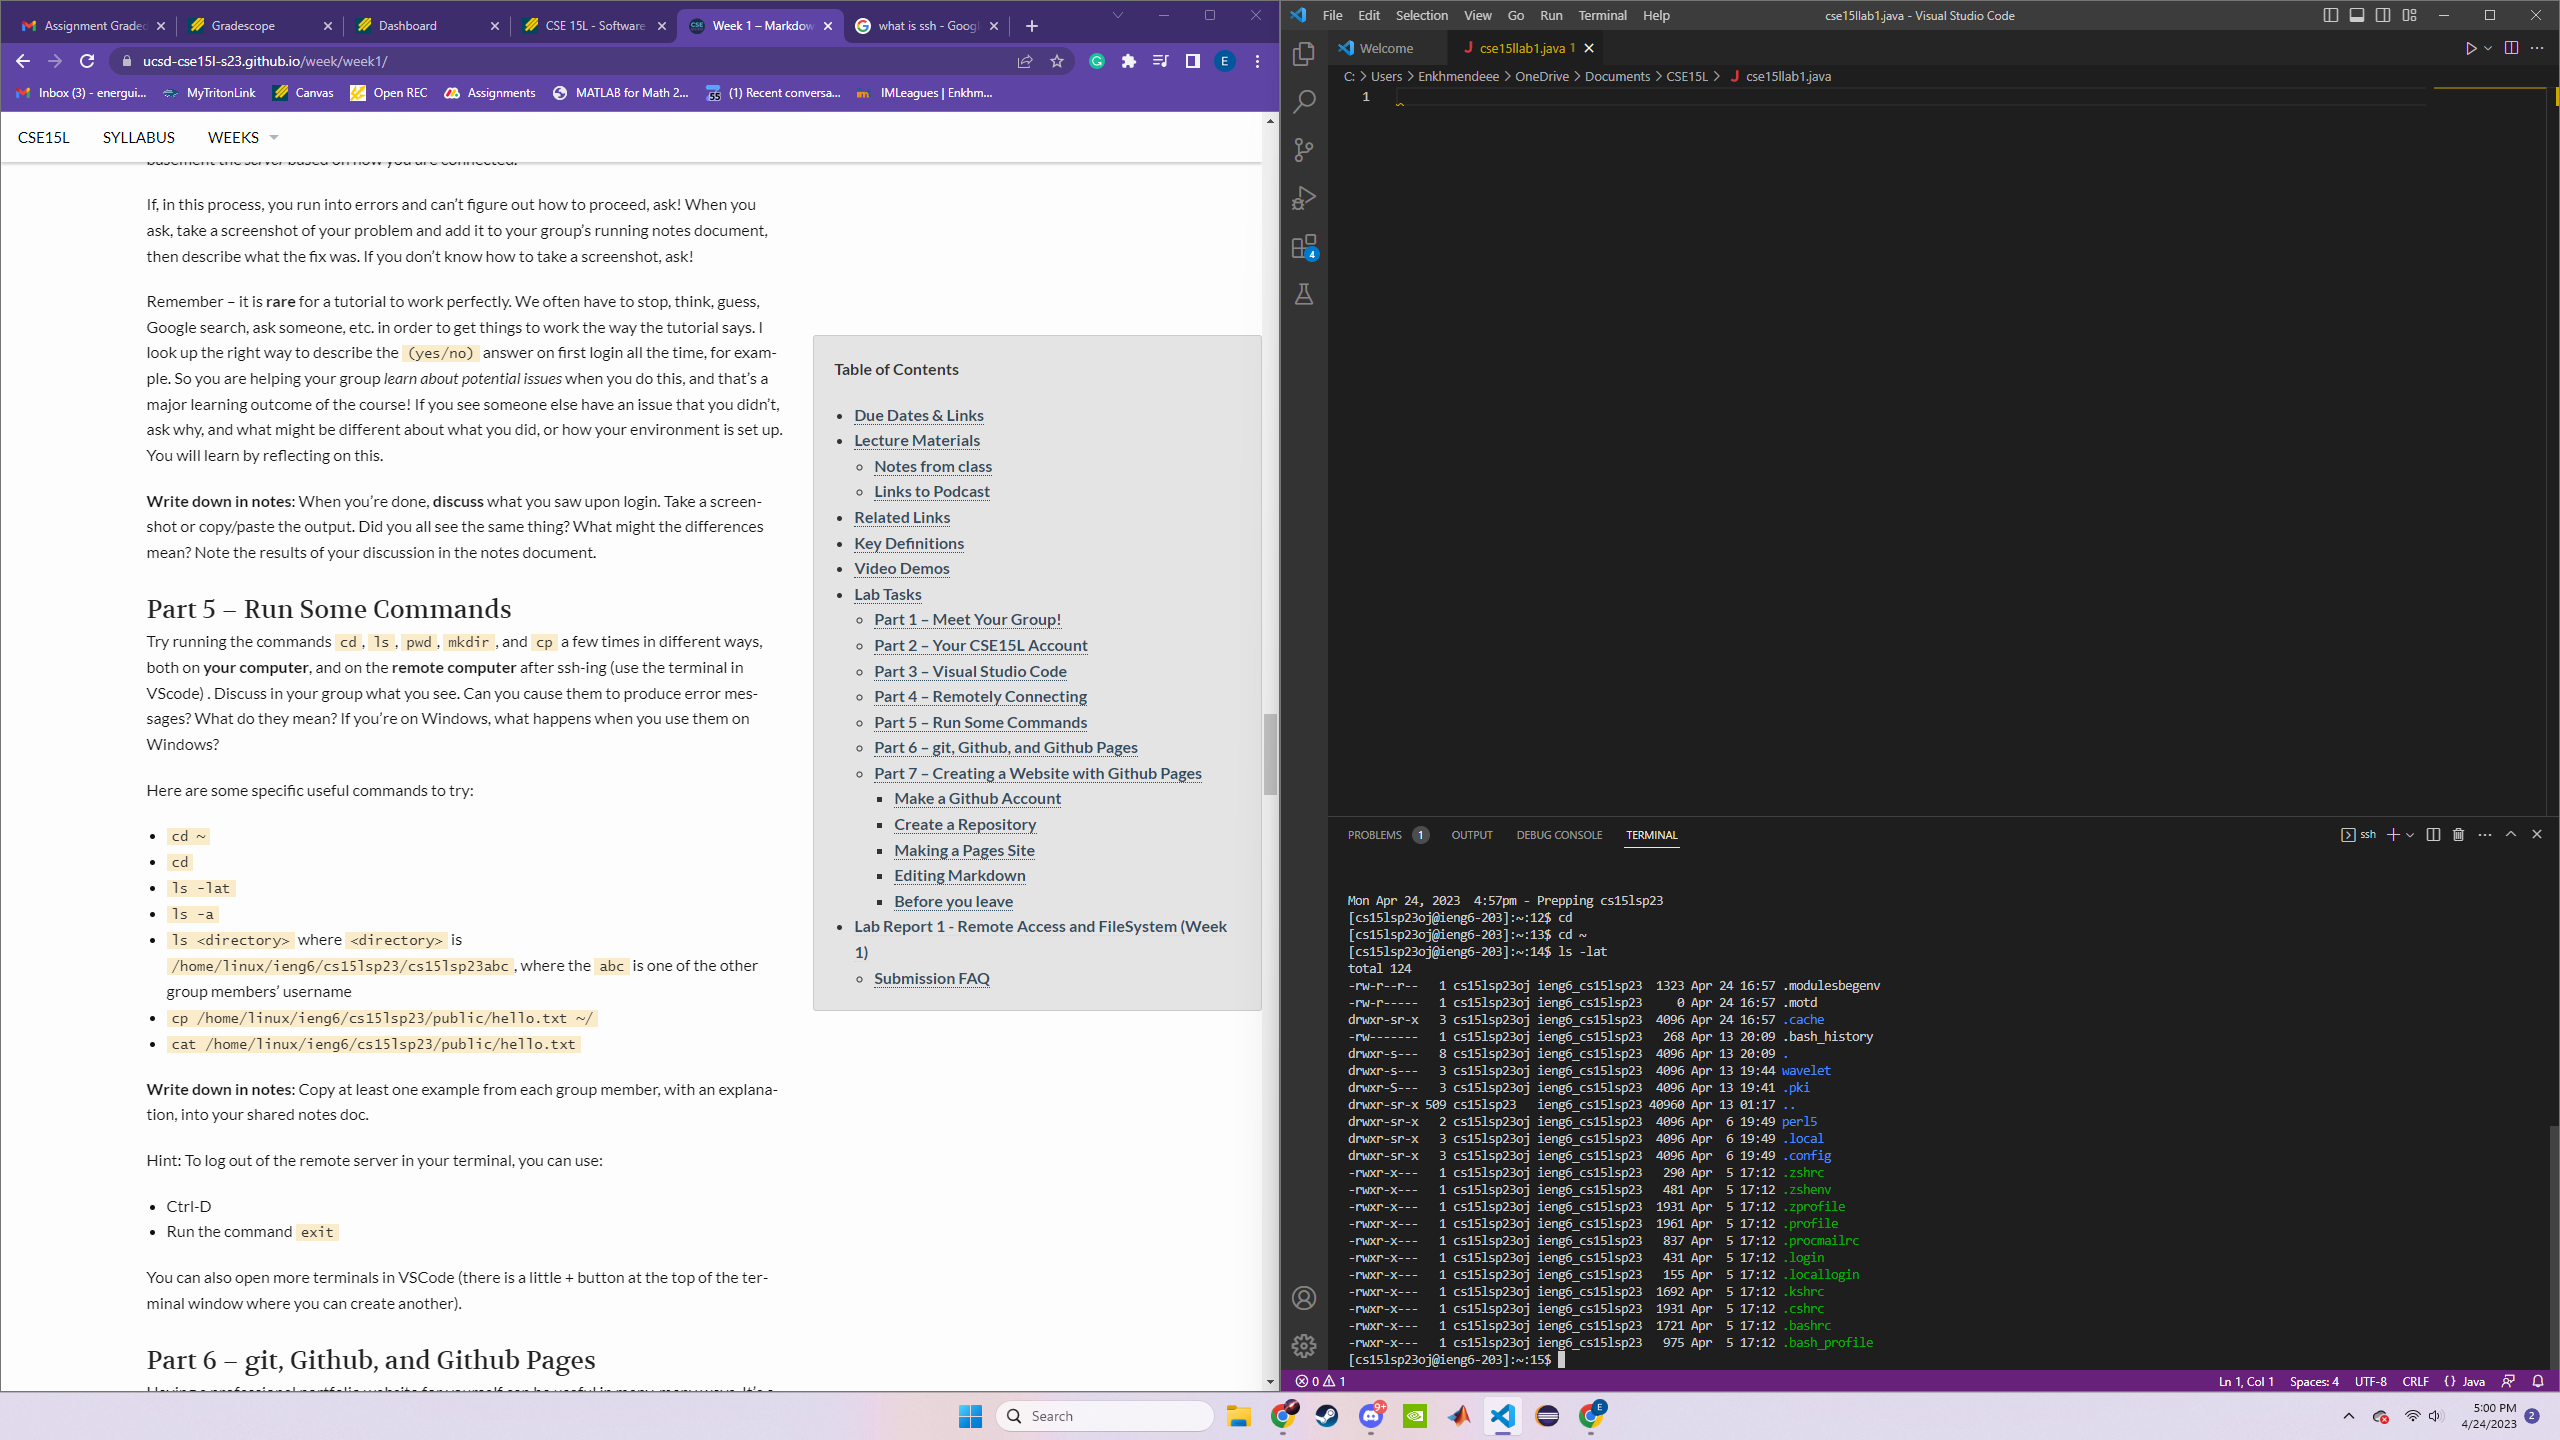 Assignment Graded
Gradescope
Dashboard
CSE 15L - Software
Week 1 – Markdown
what is ssh - Googl
ucsd-cse15l-s23.github.io/week/week1/
Inbox (3) - energui...
MyTritonLink
Canvas
Open REC
Assignments
MATLAB for Math 2...
(1) Recent conversa...
IMLeagues | Enkhm...
CSE15L
SYLLABUS
WEEKS
If, in this process, you run into errors and can’t figure out how to proceed, ask! When you
ask, take a screenshot of your problem and add it to your group’s running notes document,
then describe what the fix was. If you don’t know how to take a screenshot, ask!
Remember – it is rare for a tutorial to work perfectly. We often have to stop, think, guess,
Google search, ask someone, etc. in order to get things to work the way the tutorial says. I
look up the right way to describe the (yes/no) answer on first login all the time, for exam-
ple. So you are helping your group learn about potential issues when you do this, and that’s a
major learning outcome of the course! If you see someone else have an issue that you didn’t,
ask why, and what might be different about what you did, or how your environment is set up.
You will learn by reflecting on this.
Write down in notes: When you’re done, discuss what you saw upon login. Take a screen-
shot or copy/paste the output. Did you all see the same thing? What might the differences
mean? Note the results of your discussion in the notes document.
Part 5 – Run Some Commands
Try running the commands cd, ls, pwd, mkdir, and cp a few times in different ways,
both on your computer, and on the remote computer after ssh-ing (use the terminal in
VScode) . Discuss in your group what you see. Can you cause them to produce error mes-
sages? What do they mean? If you’re on Windows, what happens when you use them on
Windows?
Here are some specific useful commands to try:
• cd ~
• cd
• ls -lat
• ls -a
• ls <directory> where <directory> is
/home/linux/ieng6/cs15lsp23/cs15lsp23abc, where the abc is one of the other
group members’ username
• cp /home/linux/ieng6/cs15lsp23/public/hello.txt ~/
• cat /home/linux/ieng6/cs15lsp23/public/hello.txt
Write down in notes: Copy at least one example from each group member, with an explana-
tion, into your shared notes doc.
Hint: To log out of the remote server in your terminal, you can use:
• Ctrl-D
• Run the command exit
You can also open more terminals in VSCode (there is a little + button at the top of the ter-
minal window where you can create another).
Part 6 – git, Github, and Github Pages
Table of Contents
Due Dates & Links
Lecture Materials
Notes from class
Links to Podcast
Related Links
Key Definitions
Video Demos
Lab Tasks
Part 1 – Meet Your Group!
Part 2 – Your CSE15L Account
Part 3 – Visual Studio Code
Part 4 – Remotely Connecting
Part 5 – Run Some Commands
Part 6 – git, Github, and Github Pages
Part 7 – Creating a Website with Github Pages
Make a Github Account
Create a Repository
Making a Pages Site
Editing Markdown
Before you leave
Lab Report 1 - Remote Access and FileSystem (Week
1)
Submission FAQ
File Edit Selection View Go Run Terminal Help
cse15llab1.java - Visual Studio Code
Welcome
cse15llab1.java 1
C: > Users > Enkhmendeee > OneDrive > Documents > CSE15L > cse15llab1.java
1
4
PROBLEMS 1 OUTPUT DEBUG CONSOLE TERMINAL
ssh
Mon Apr 24, 2023  4:57pm - Prepping cs15lsp23
[cs15lsp23oj@ieng6-203]:~:12$ cd
[cs15lsp23oj@ieng6-203]:~:13$ cd ~
[cs15lsp23oj@ieng6-203]:~:14$ ls -lat
total 124
-rw-r--r--   1 cs15lsp23oj ieng6_cs15lsp23  1323 Apr 24 16:57 .modulesbegenv
-rw-r-----   1 cs15lsp23oj ieng6_cs15lsp23     0 Apr 24 16:57 .motd
drwxr-sr-x   3 cs15lsp23oj ieng6_cs15lsp23  4096 Apr 24 16:57 .cache
-rw-------   1 cs15lsp23oj ieng6_cs15lsp23   268 Apr 13 20:09 .bash_history
drwxr-s---   8 cs15lsp23oj ieng6_cs15lsp23  4096 Apr 13 20:09 .
drwxr-s---   3 cs15lsp23oj ieng6_cs15lsp23  4096 Apr 13 19:44 wavelet
drwxr-S---   3 cs15lsp23oj ieng6_cs15lsp23  4096 Apr 13 19:41 .pki
drwxr-sr-x 509 cs15lsp23   ieng6_cs15lsp23 40960 Apr 13 01:17 ..
drwxr-sr-x   2 cs15lsp23oj ieng6_cs15lsp23  4096 Apr  6 19:49 perl5
drwxr-sr-x   3 cs15lsp23oj ieng6_cs15lsp23  4096 Apr  6 19:49 .local
drwxr-sr-x   3 cs15lsp23oj ieng6_cs15lsp23  4096 Apr  6 19:49 .config
-rwxr-x---   1 cs15lsp23oj ieng6_cs15lsp23   290 Apr  5 17:12 .zshrc
-rwxr-x---   1 cs15lsp23oj ieng6_cs15lsp23   481 Apr  5 17:12 .zshenv
-rwxr-x---   1 cs15lsp23oj ieng6_cs15lsp23  1931 Apr  5 17:12 .zprofile
-rwxr-x---   1 cs15lsp23oj ieng6_cs15lsp23  1961 Apr  5 17:12 .profile
-rwxr-x---   1 cs15lsp23oj ieng6_cs15lsp23   837 Apr  5 17:12 .procmailrc
-rwxr-x---   1 cs15lsp23oj ieng6_cs15lsp23   431 Apr  5 17:12 .login
-rwxr-x---   1 cs15lsp23oj ieng6_cs15lsp23   155 Apr  5 17:12 .locallogin
-rwxr-x---   1 cs15lsp23oj ieng6_cs15lsp23  1692 Apr  5 17:12 .kshrc
-rwxr-x---   1 cs15lsp23oj ieng6_cs15lsp23  1931 Apr  5 17:12 .cshrc
-rwxr-x---   1 cs15lsp23oj ieng6_cs15lsp23  1721 Apr  5 17:12 .bashrc
-rwxr-x---   1 cs15lsp23oj ieng6_cs15lsp23   975 Apr  5 17:12 .bash_profile
[cs15lsp23oj@ieng6-203]:~:15$
0 1
Ln 1, Col 1 Spaces: 4 UTF-8 CRLF {} Java
Search
9+
E
5:00 PM
4/24/2023
2